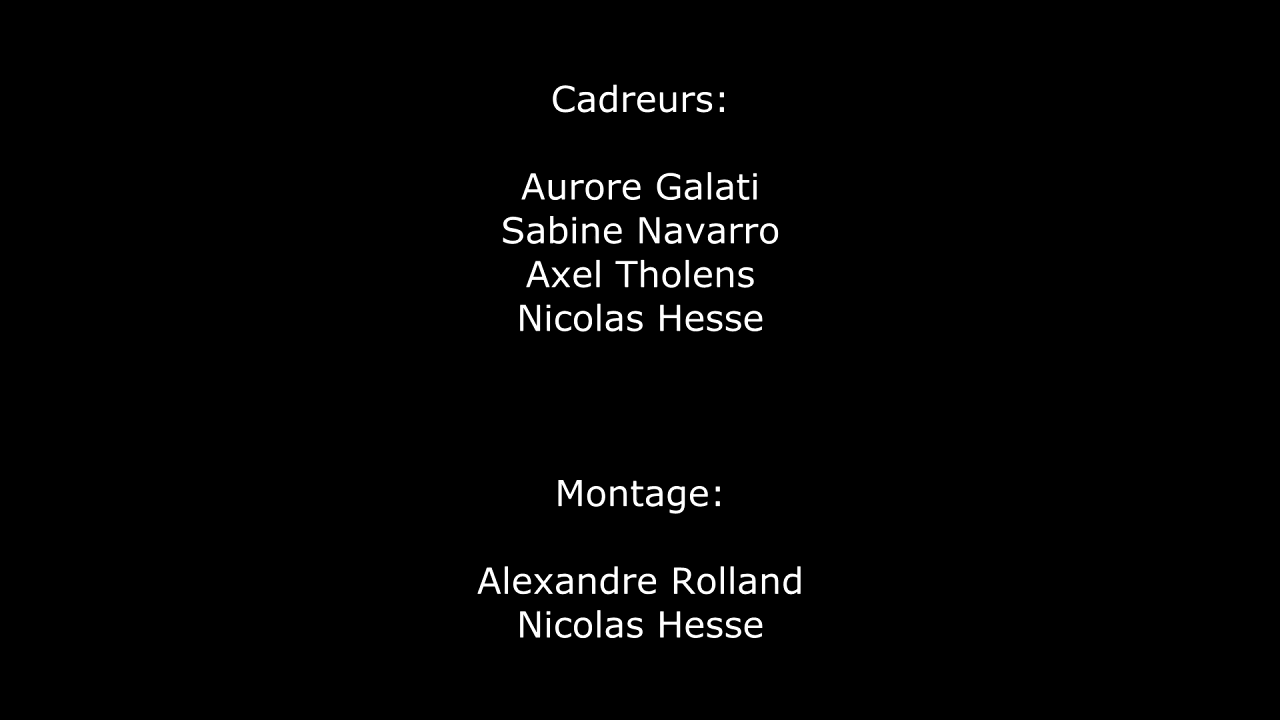 Cadreurs:
Aurore Galati
Sabine Navarro
Axel Tholens
Nicolas Hesse
Montage:
Alexandre Rolland
Nicolas Hesse